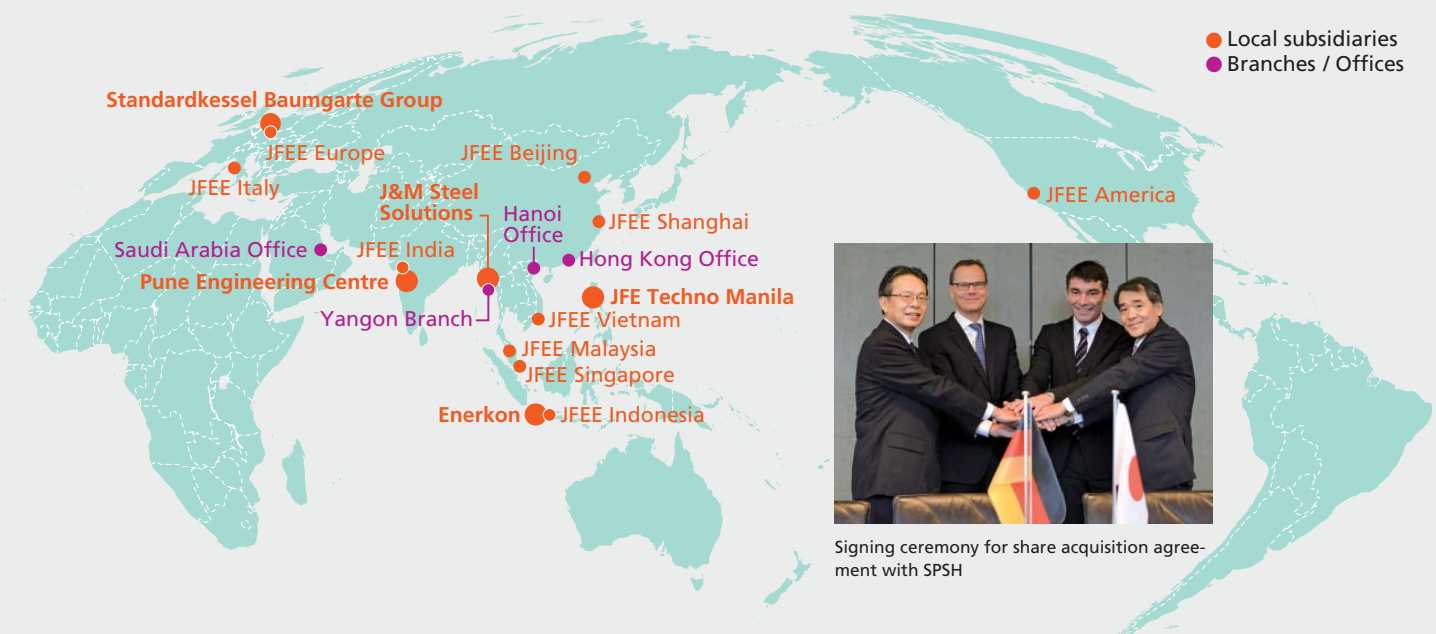 Local subsidiaries
Branches / Offices
Standardkessel Baumgarte Group
JFEE Europe
JFEE Beijing
JFEE Italy
J&M Steel
Solutions
Hanoi
Office
JFEE America
JFEE Shanghai
Saudi Arabia Office
JFEE India
Hong Kong Office
Pune Engineering Centre
JFE Techno Manila
Yangon Branch
JFEE Vietnam
JFEE Malaysia
JFEE Singapore
Enerkon
JFEE Indonesia
Signing ceremony for share acquisition agree-
ment with SPSH